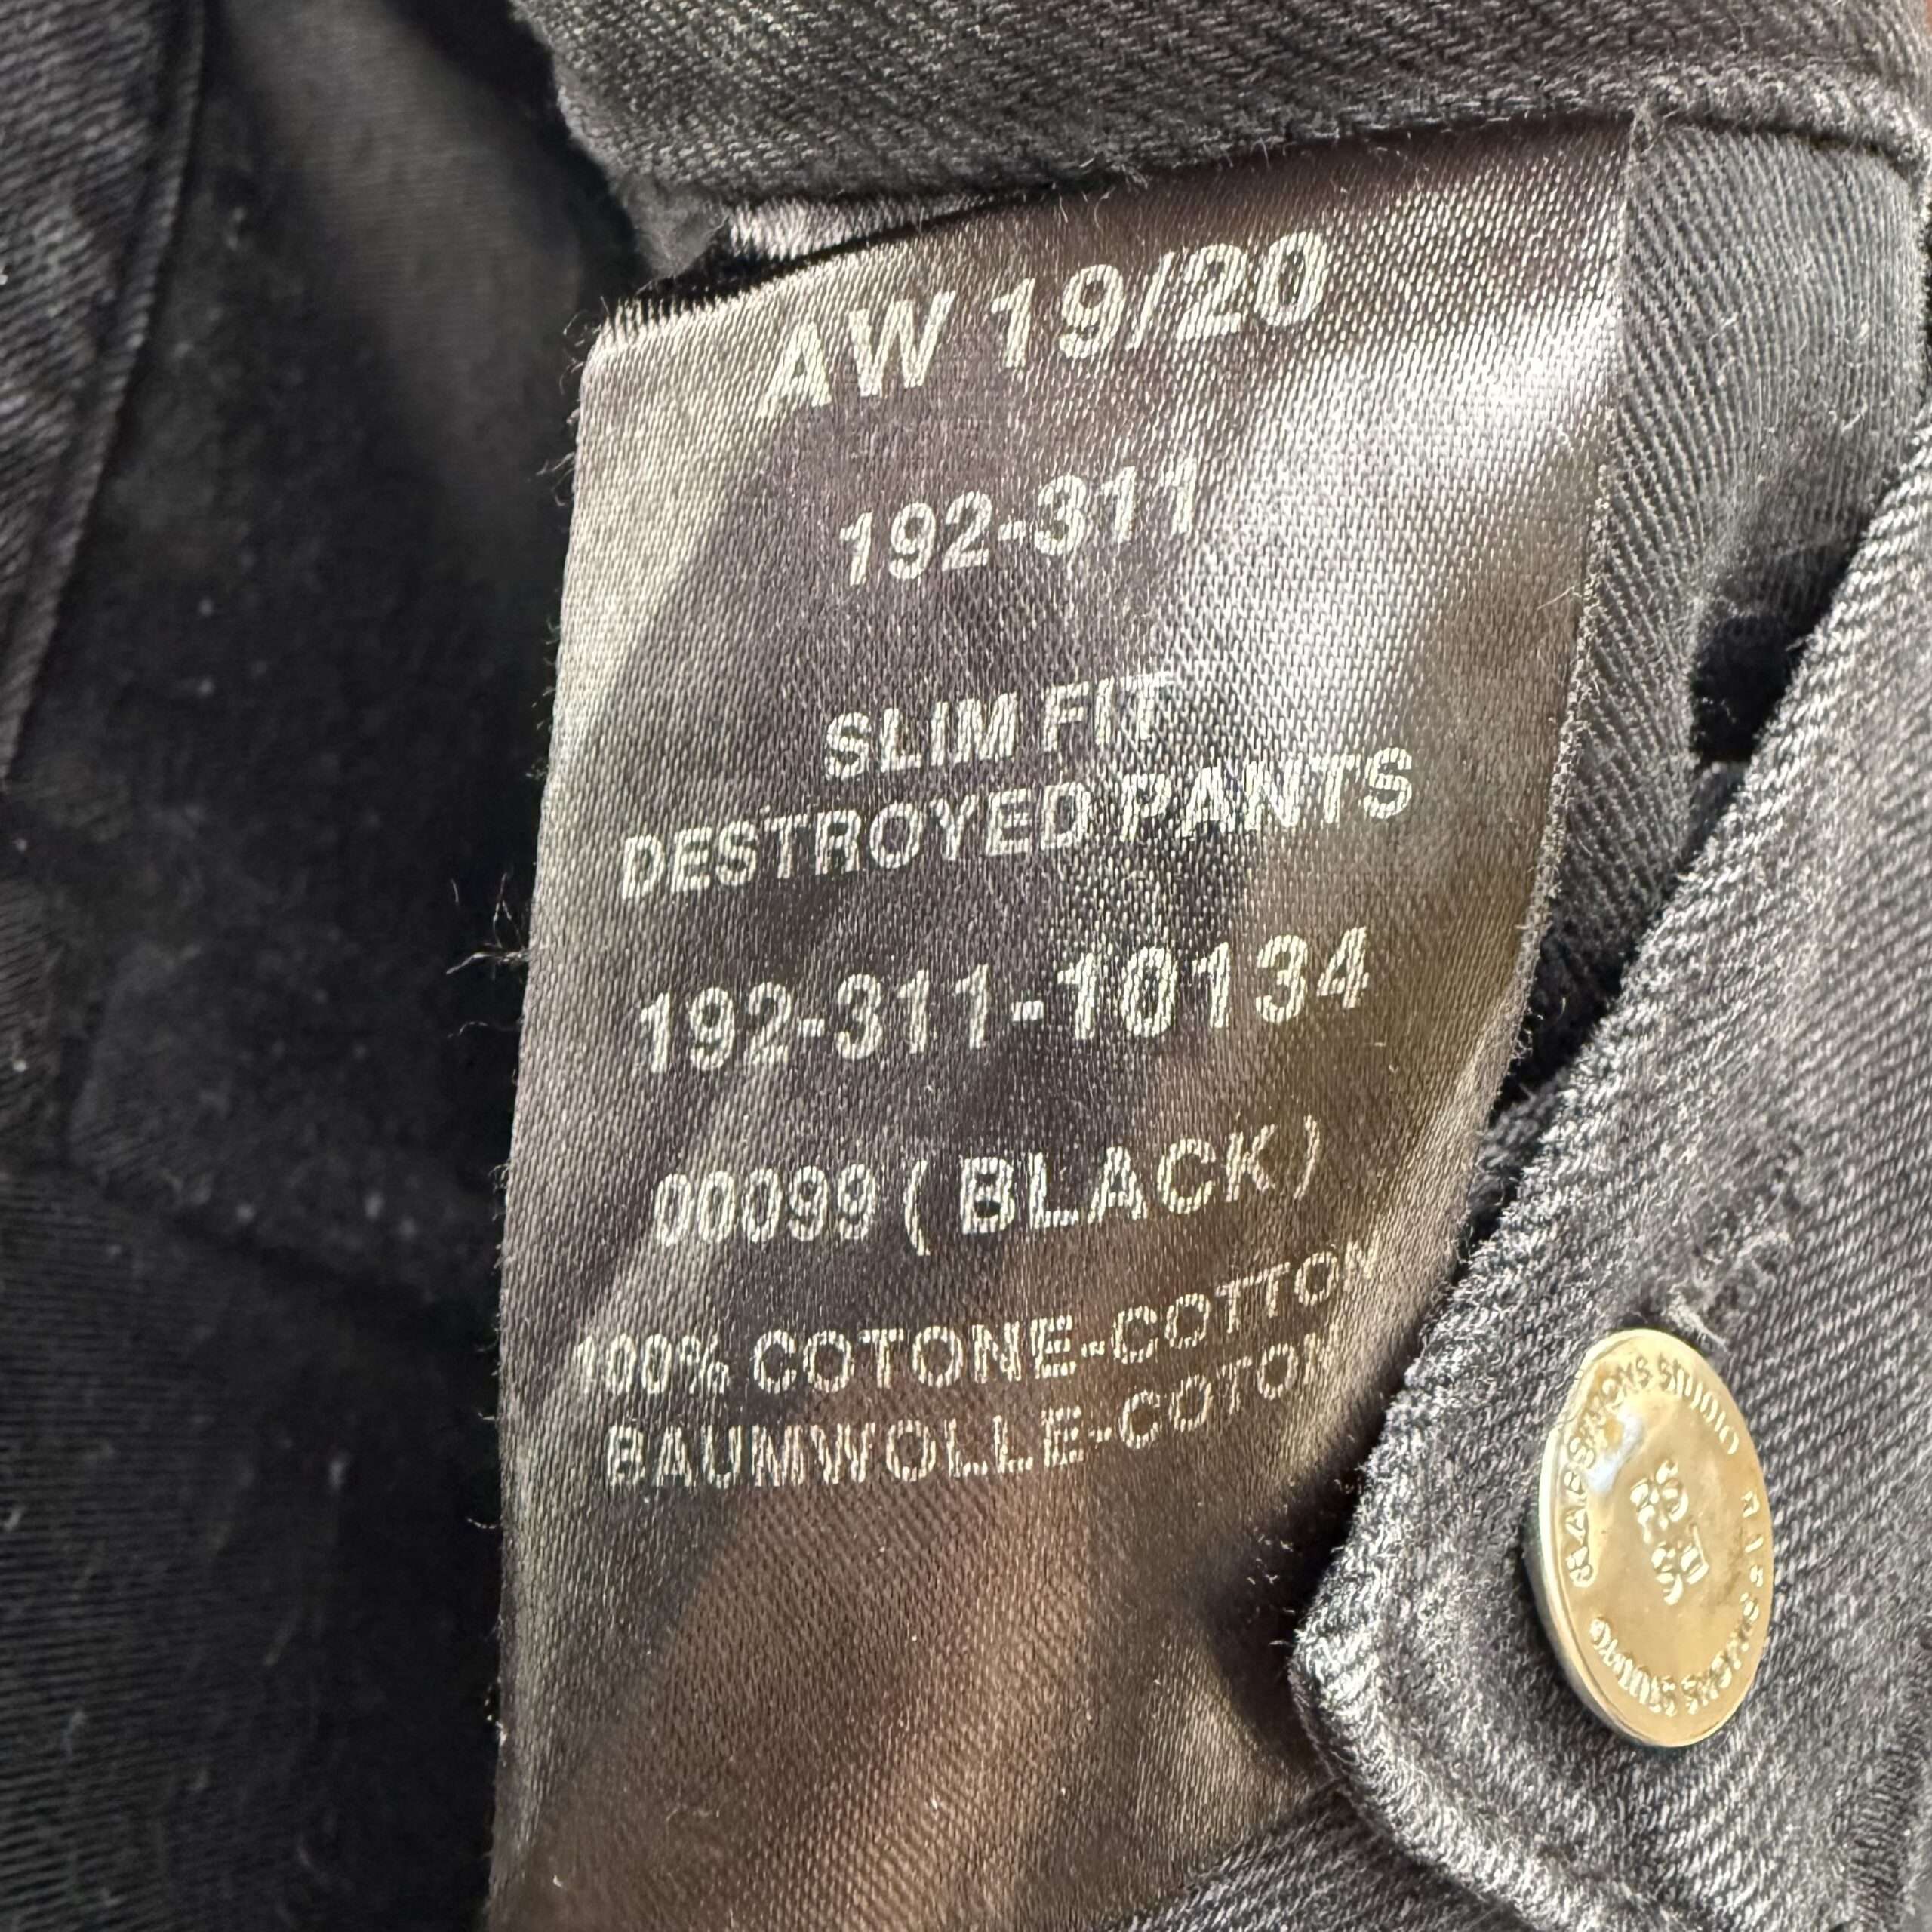 AW 19/20
192-311
SLIM FIT
DESTROYED PANTS
192-311-10134
00099 ( BLACK )
100% COTONE-COTTON
BAUMWOLLE-COTON
STUDIO